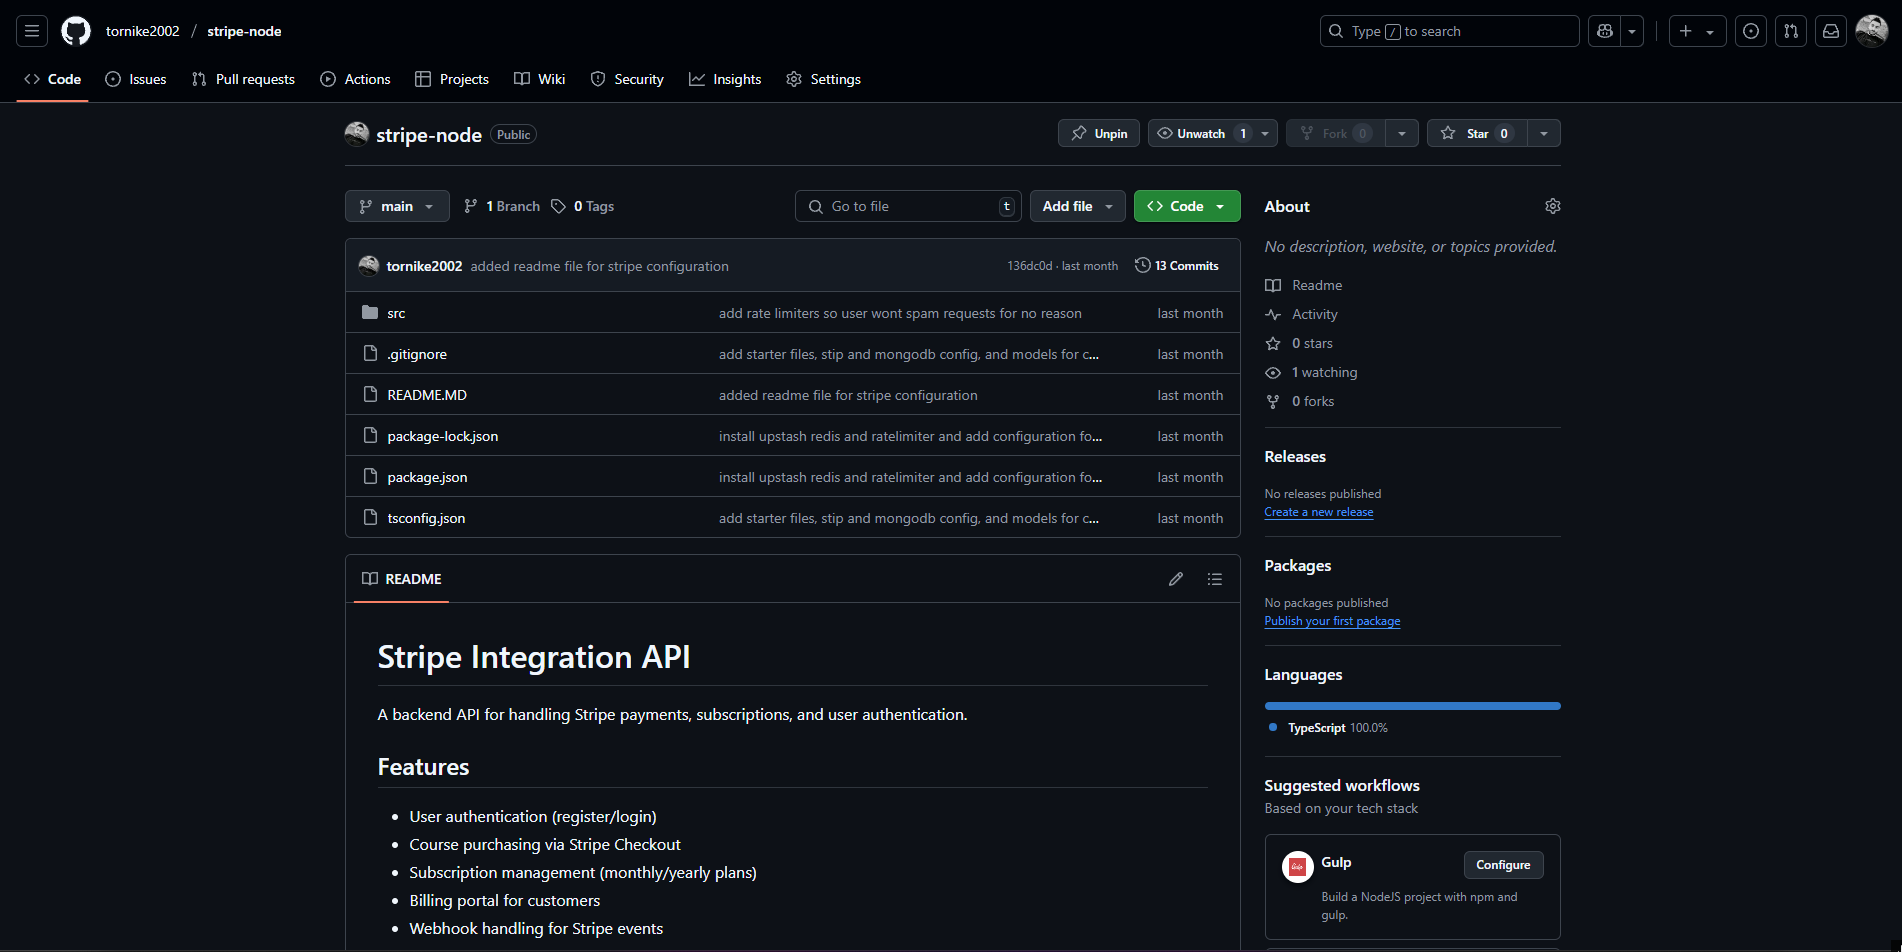 tornike2002 / stripe-node
Type / to search
Code Issues Pull requests Actions Projects Wiki Security Insights Settings
stripe-node Public
Unpin Unwatch 1 Fork 0 Star 0
main 1 Branch 0 Tags
Go to file t Add file Code
tornike2002 added readme file for stripe configuration 136dc0d · last month 13 Commits
src add rate limiters so user wont spam requests for no reason last month
.gitignore add starter files, stip and mongodb config, and models for c... last month
README.MD added readme file for stripe configuration last month
package-lock.json install upstash redis and ratelimiter and add configuration fo... last month
package.json install upstash redis and ratelimiter and add configuration fo... last month
tsconfig.json add starter files, stip and mongodb config, and models for c... last month
README
Stripe Integration API
A backend API for handling Stripe payments, subscriptions, and user authentication.
Features
• User authentication (register/login)
• Course purchasing via Stripe Checkout
• Subscription management (monthly/yearly plans)
• Billing portal for customers
• Webhook handling for Stripe events
About
No description, website, or topics provided.
Readme
Activity
0 stars
1 watching
0 forks
Releases
No releases published
Create a new release
Packages
No packages published
Publish your first package
Languages
TypeScript 100.0%
Suggested workflows
Based on your tech stack
Gulp
Gulp Configure
Build a NodeJS project with npm and
gulp.